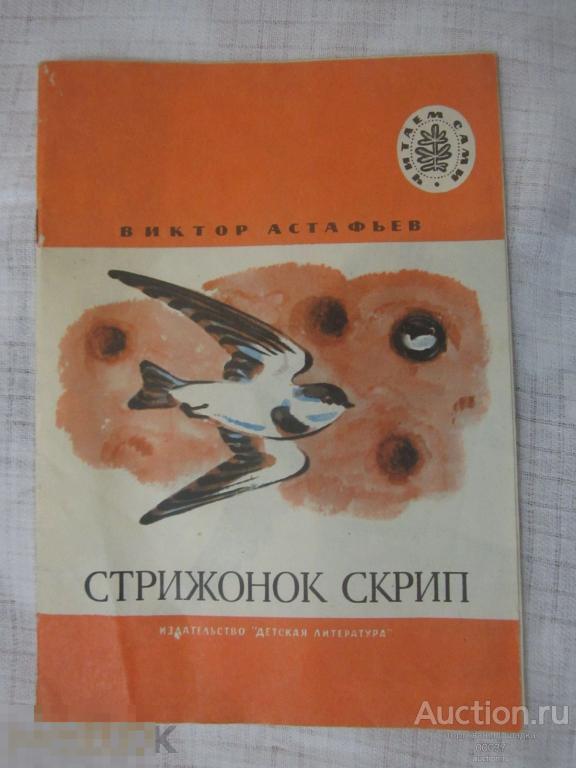 ЧИТАЕМ САМИ
ВИКТОР АСТАФЬЕВ
СТРИЖОНОК СКРИП
ИЗДАТЕЛЬСТВО "ДЕТСКАЯ ЛИТЕРАТУРА"
Auction.ru